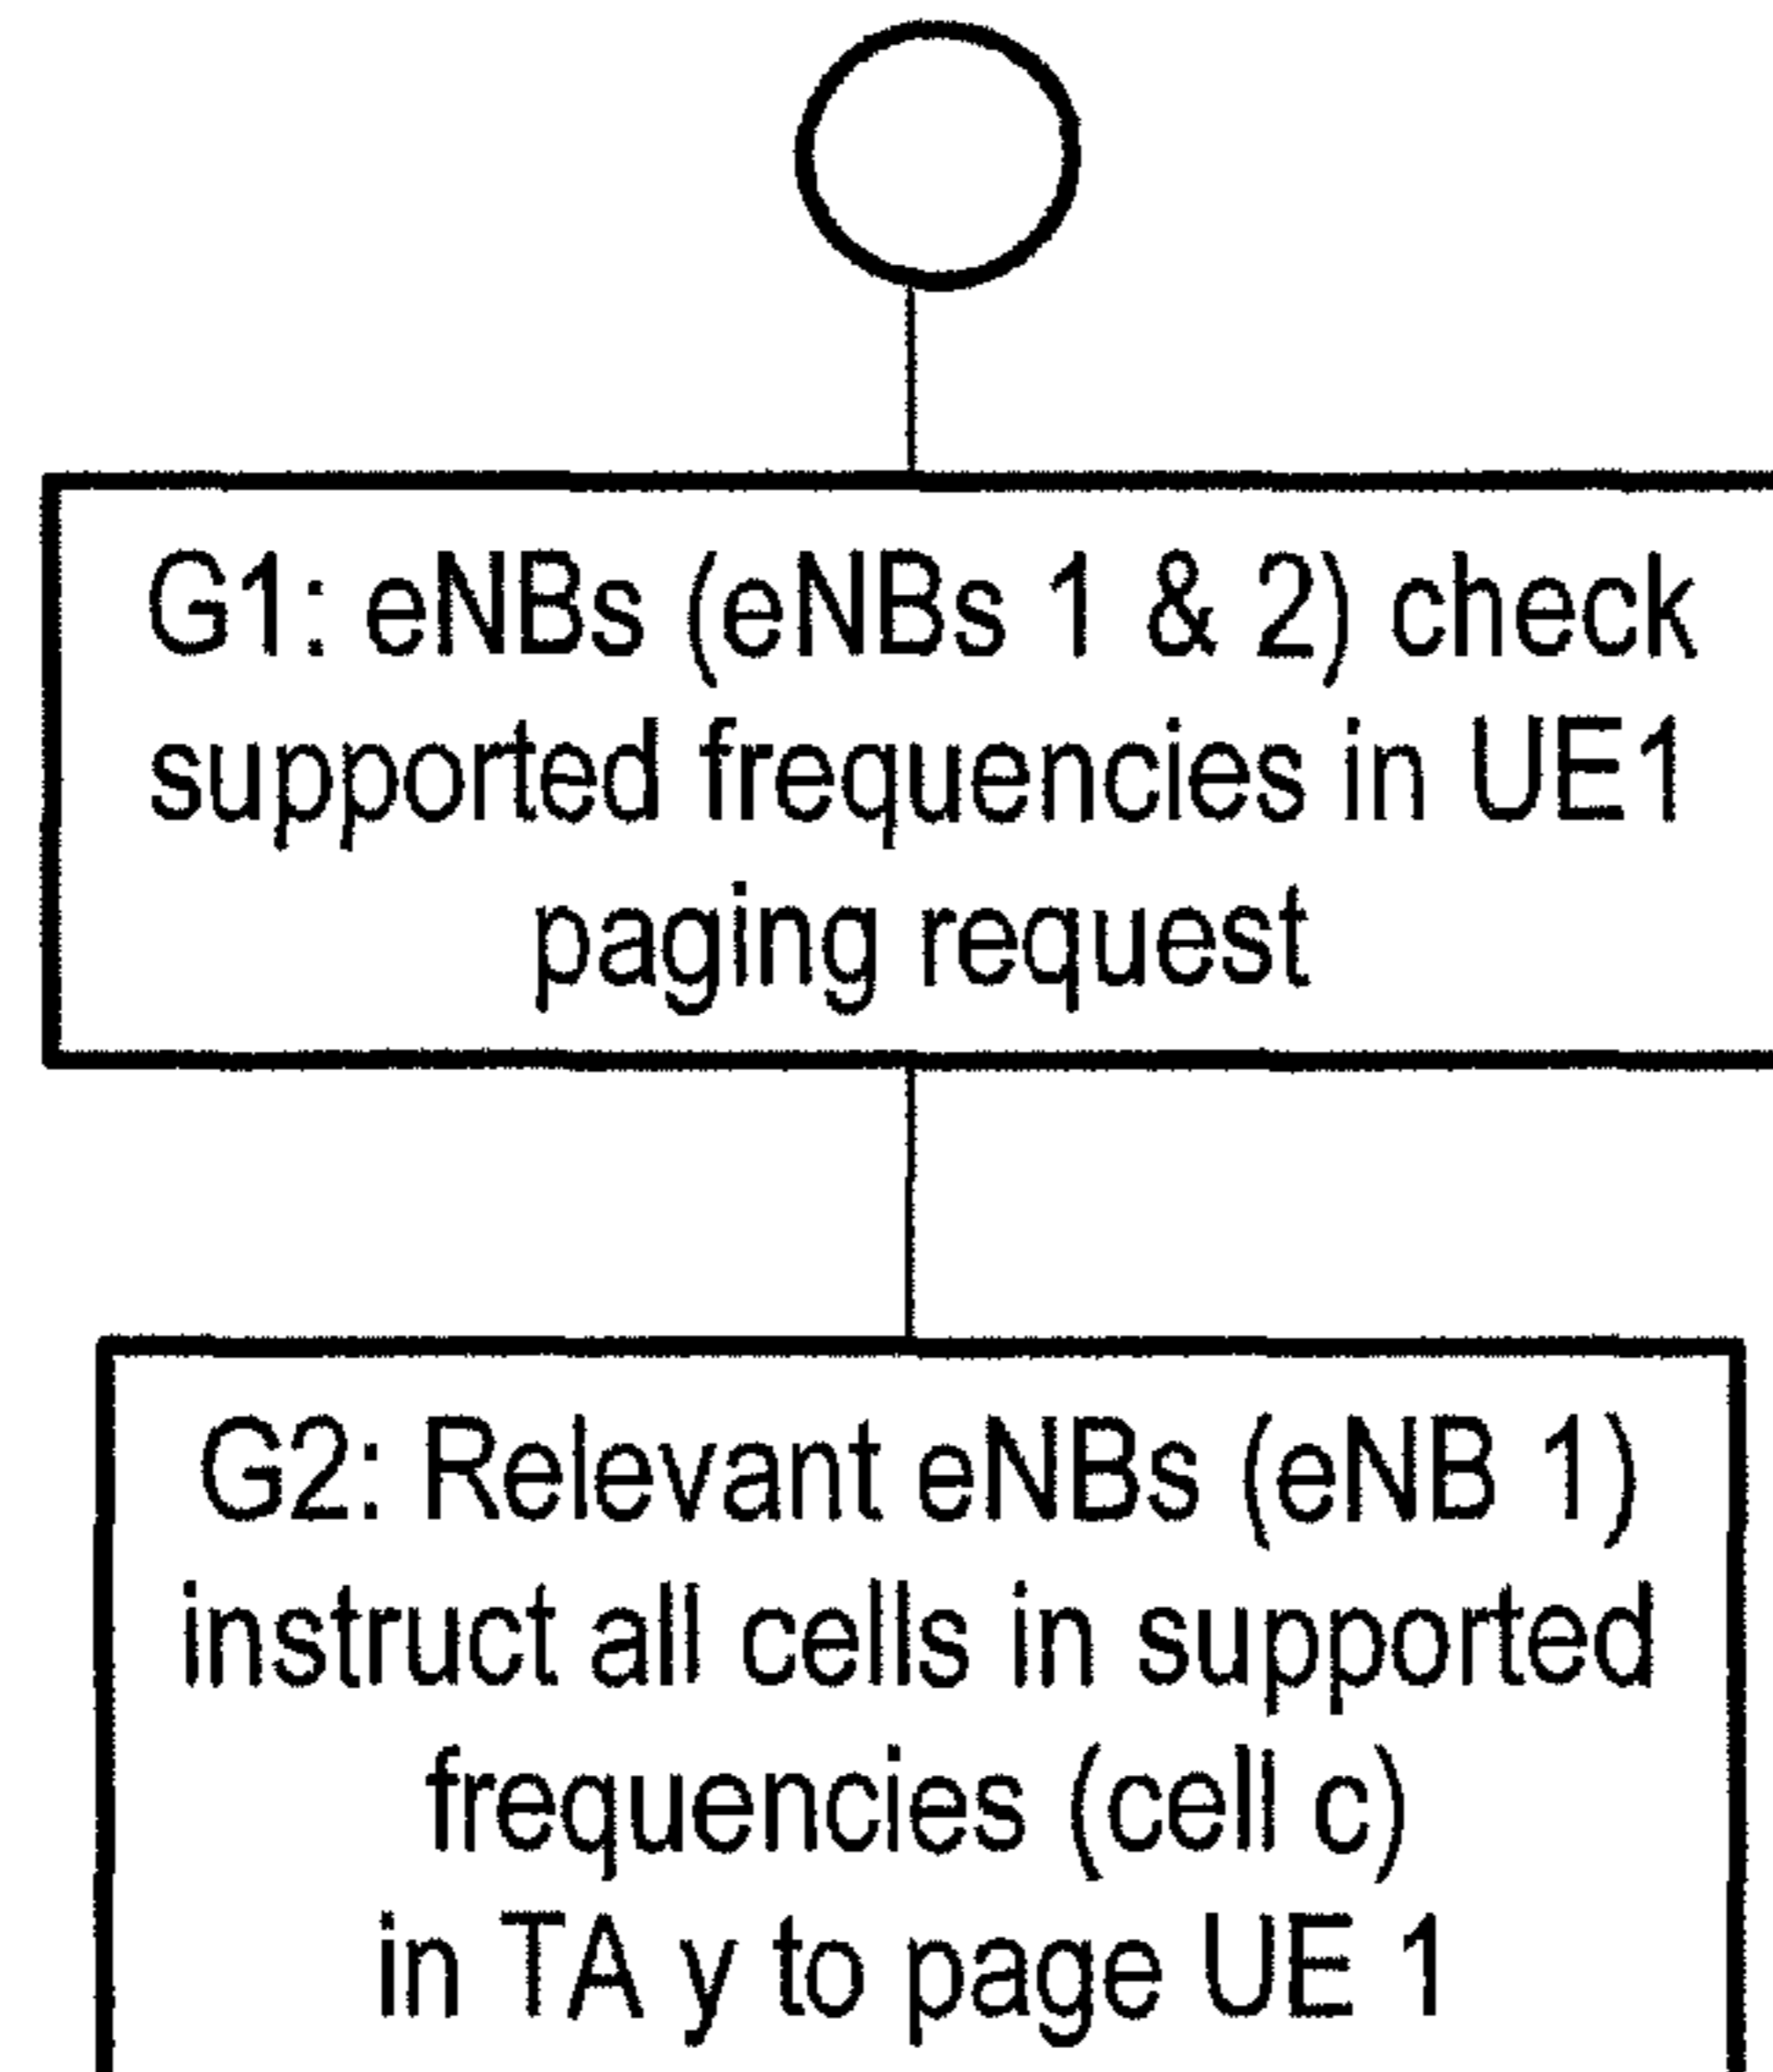 G1: eNBs (eNBs 1 & 2) check
supported frequencies in UE1
paging request
G2: Relevant eNBs (eNB 1)
instruct all cells in supported
frequencies (cell c)
in TA y to page UE 1